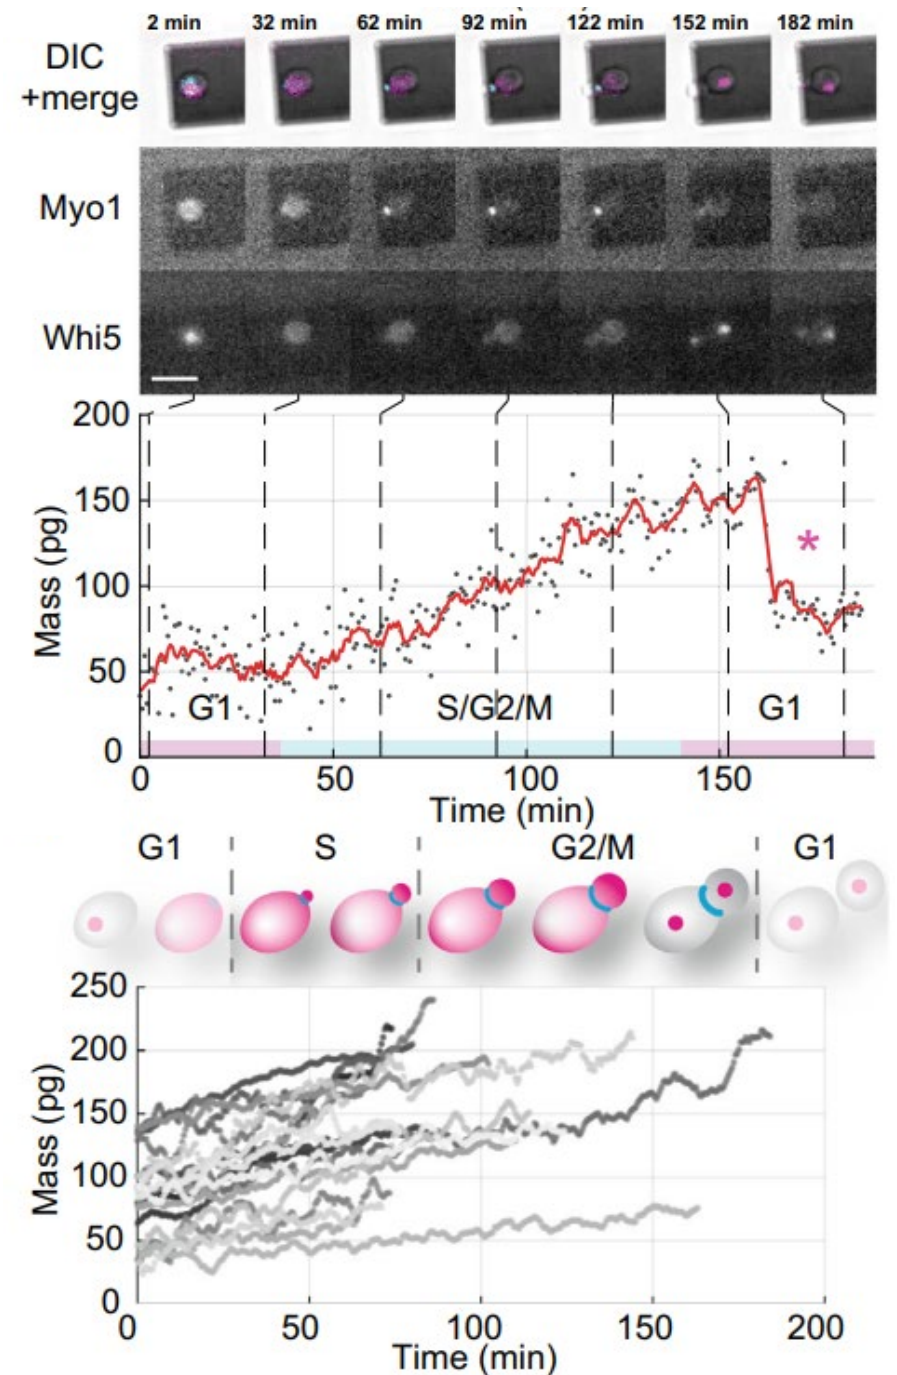 2 min 32 min 62 min 92 min 122 min 152 min 182 min
DIC
+merge
Myo1
Whi5
200
150
100
50
0
Mass (pg)
*
G1 S/G2/M G1
0 50 100 150
Time (min)
G1 S G2/M G1
250
200
150
100
50
0
Mass (pg)
0 50 100 150 200
Time (min)